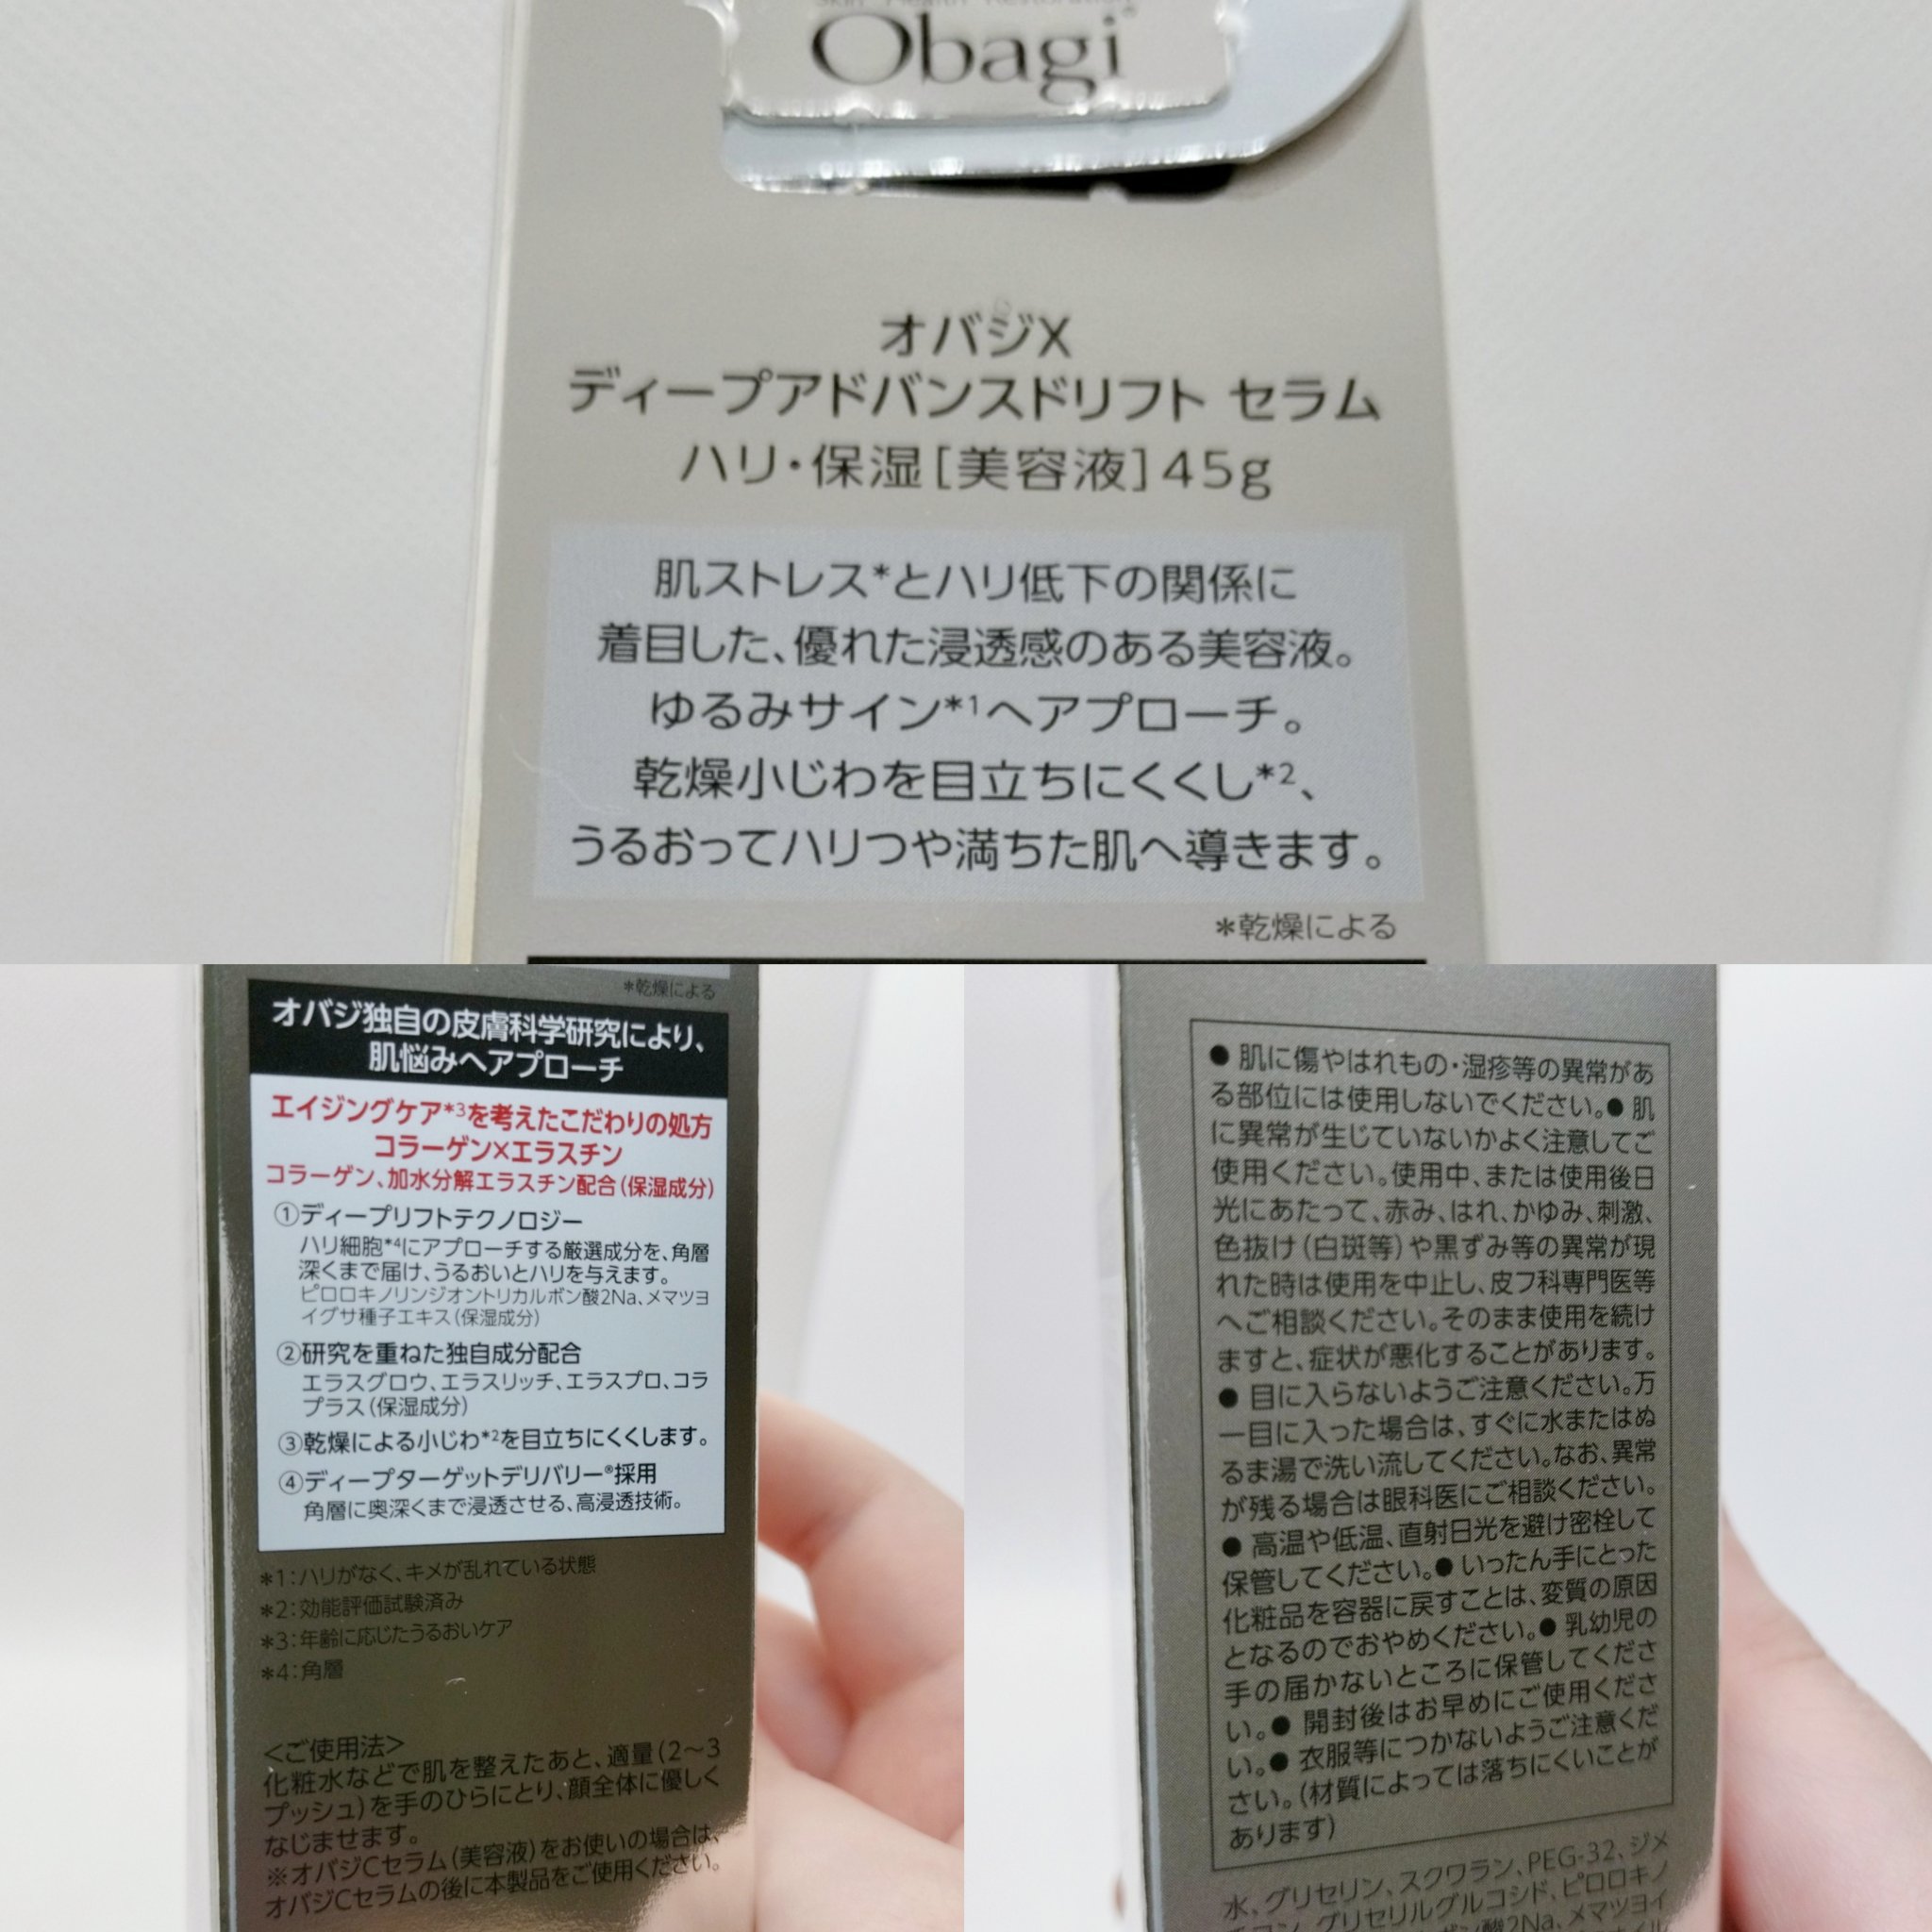 Skin Health Restoration
Obagi®
オバジX
ディープアドバンスドリフト セラム
ハリ・保湿[美容液]45g
肌ストレス*とハリ低下の関係に
着目した、優れた浸透感のある美容液。
ゆるみサイン*1へアプローチ。
乾燥小じわを目立ちにくくし*2、
うるおってハリつや満ちた肌へ導きます。
*乾燥による
*乾燥による
オバジ独自の皮膚科学研究により、
肌悩みへアプローチ
エイジングケア*3を考えたこだわりの処方
コラーゲン×エラスチン
コラーゲン、加水分解エラスチン配合(保湿成分)
①ディープリフトテクノロジー
ハリ細胞*4にアプローチする厳選成分を、角層
深くまで届け、うるおいとハリを与えます。
ピロロキノリンジオントリカルボン酸2Na、メマツヨ
イグサ種子エキス(保湿成分)
②研究を重ねた独自成分配合
エラスグロウ、エラスリッチ、エラスプロ、コラ
プラス(保湿成分)
③乾燥による小じわ*2を目立ちにくくします。
④ディープターゲットデリバリー®採用
角層に奥深くまで浸透させる、高浸透技術。
*1:ハリがなく、キメが乱れている状態
*2:効能評価試験済み
*3:年齢に応じたうるおいケア
*4:角層
<ご使用法>
化粧水などで肌を整えたあと、適量(2〜3
プッシュ)を手のひらにとり、顔全体に優しく
なじませます。
※オバジCセラム(美容液)をお使いの場合は、
オバジCセラムの後に本製品をご使用ください。
● 肌に傷やはれもの・湿疹等の異常があ
る部位には使用しないでください。● 肌
に異常が生じていないかよく注意してご
使用ください。使用中、または使用後日
光にあたって、赤み、はれ、かゆみ、刺激、
色抜け(白斑等)や黒ずみ等の異常が現
れた時は使用を中止し、皮フ科専門医等
へご相談ください。そのまま使用を続け
ますと、症状が悪化することがあります。
● 目に入らないようご注意ください。万
一目に入った場合は、すぐに水またはぬ
るま湯で洗い流してください。なお、異常
が残る場合は眼科医にご相談ください。
● 高温や低温、直射日光を避け密栓して
保管してください。● いったん手にとった
化粧品を容器に戻すことは、変質の原因
となるのでおやめください。● 乳幼児の
手の届かないところに保管してくださ
い。● 開封後はお早めにご使用くださ
い。● 衣服等につかないようご注意くだ
さい。(材質によっては落ちにくいことが
あります)
水、グリセリン、スクワラン、PEG-32、ジメ
チコン、グリセリルグルコシド、ピロロキノ
ボン酸2Na、メマツヨイ